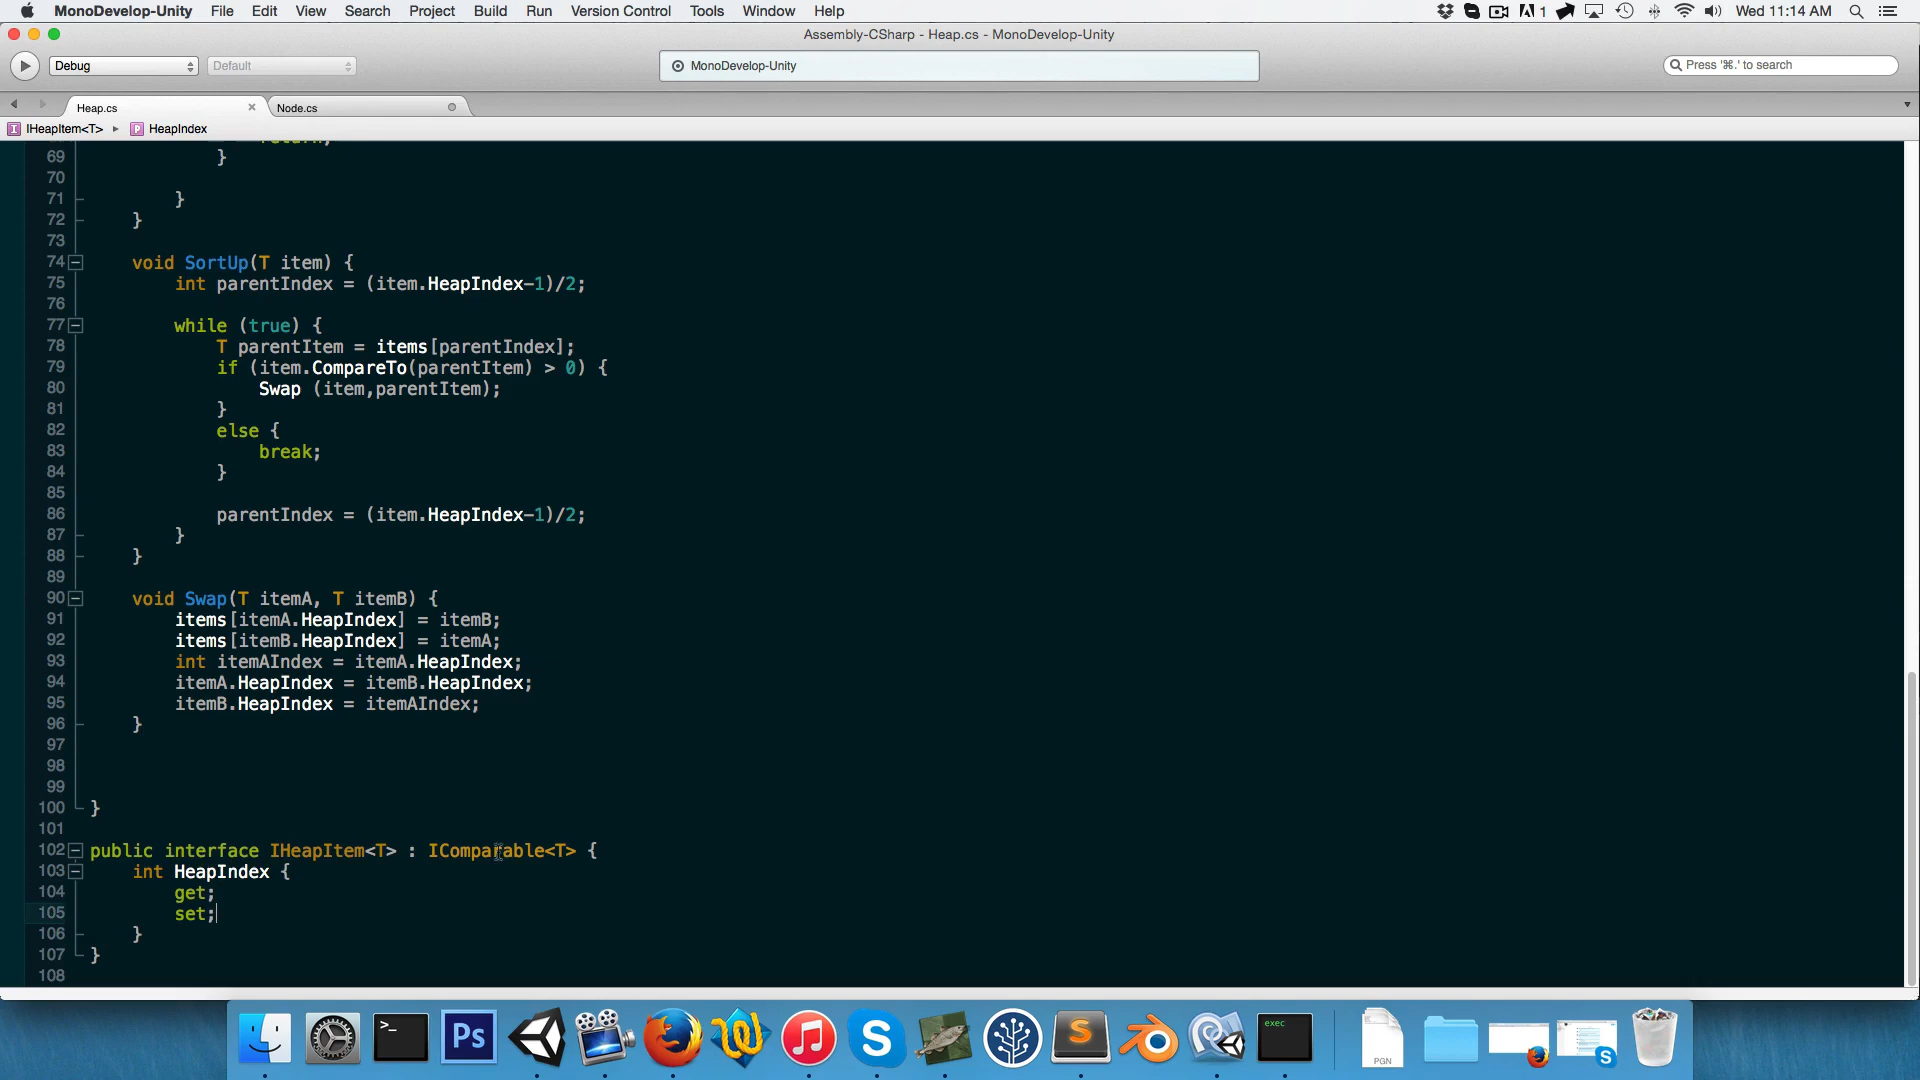 MonoDevelop-Unity File Edit View Search Project Build Run Version Control Tools Window Help 1 Wed 11:14 AM
Assembly-CSharp - Heap.cs - MonoDevelop-Unity
Debug Default MonoDevelop-Unity Press '⌘.' to search
Heap.cs Node.cs
IHeapItem<T> HeapIndex
return;
69 }
70
71 }
72 }
73
74 void SortUp(T item) {
75 int parentIndex = (item.HeapIndex-1)/2;
76
77 while (true) {
78 T parentItem = items[parentIndex];
79 if (item.CompareTo(parentItem) > 0) {
80 Swap (item,parentItem);
81 }
82 else {
83 break;
84 }
85
86 parentIndex = (item.HeapIndex-1)/2;
87 }
88 }
89
90 void Swap(T itemA, T itemB) {
91 items[itemA.HeapIndex] = itemB;
92 items[itemB.HeapIndex] = itemA;
93 int itemAIndex = itemA.HeapIndex;
94 itemA.HeapIndex = itemB.HeapIndex;
95 itemB.HeapIndex = itemAIndex;
96 }
97
98
99
100 }
101
102 public interface IHeapItem<T> : IComparable<T> {
103 int HeapIndex {
104 get;
105 set;
106 }
107 }
108
>_ Ps S S exec PGN S